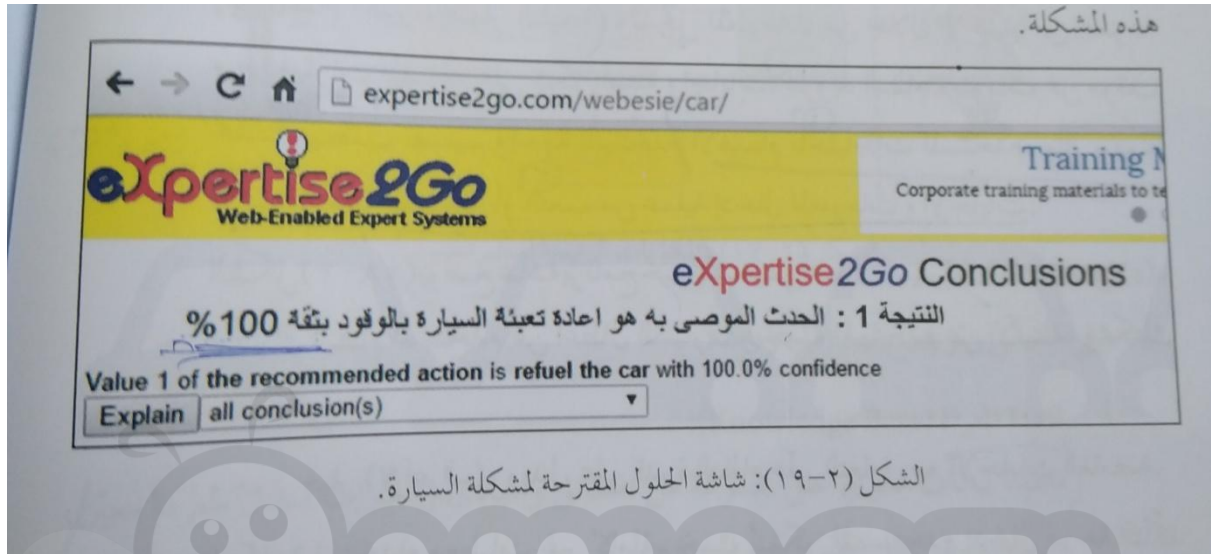 هذه المشكلة.
expertise2go.com/webesie/car/
eXpertise2Go
Web-Enabled Expert Systems
Training
Corporate training materials to te
eXpertise2Go Conclusions
النتيجة 1 : الحدث الموصى به هو اعادة تعبئة السيارة بالوقود بثقة 100%
Value 1 of the recommended action is refuel the car with 100.0% confidence
Explain all conclusion(s)
الشكل (٢-١٩): شاشة الحلول المقترحة لمشكلة السيارة.